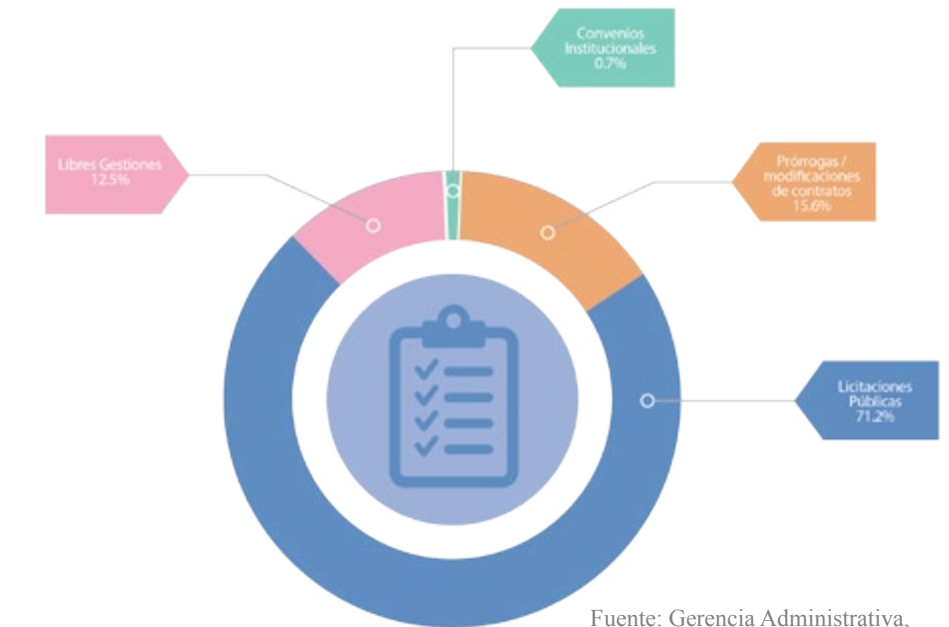 Convenios
Institucionales
0.7%
Libres Gestiones
12.5%
Prórrogas /
modificaciones
de contratos
15.6%
Licitaciones
Públicas
71.2%
Fuente: Gerencia Administrativa,